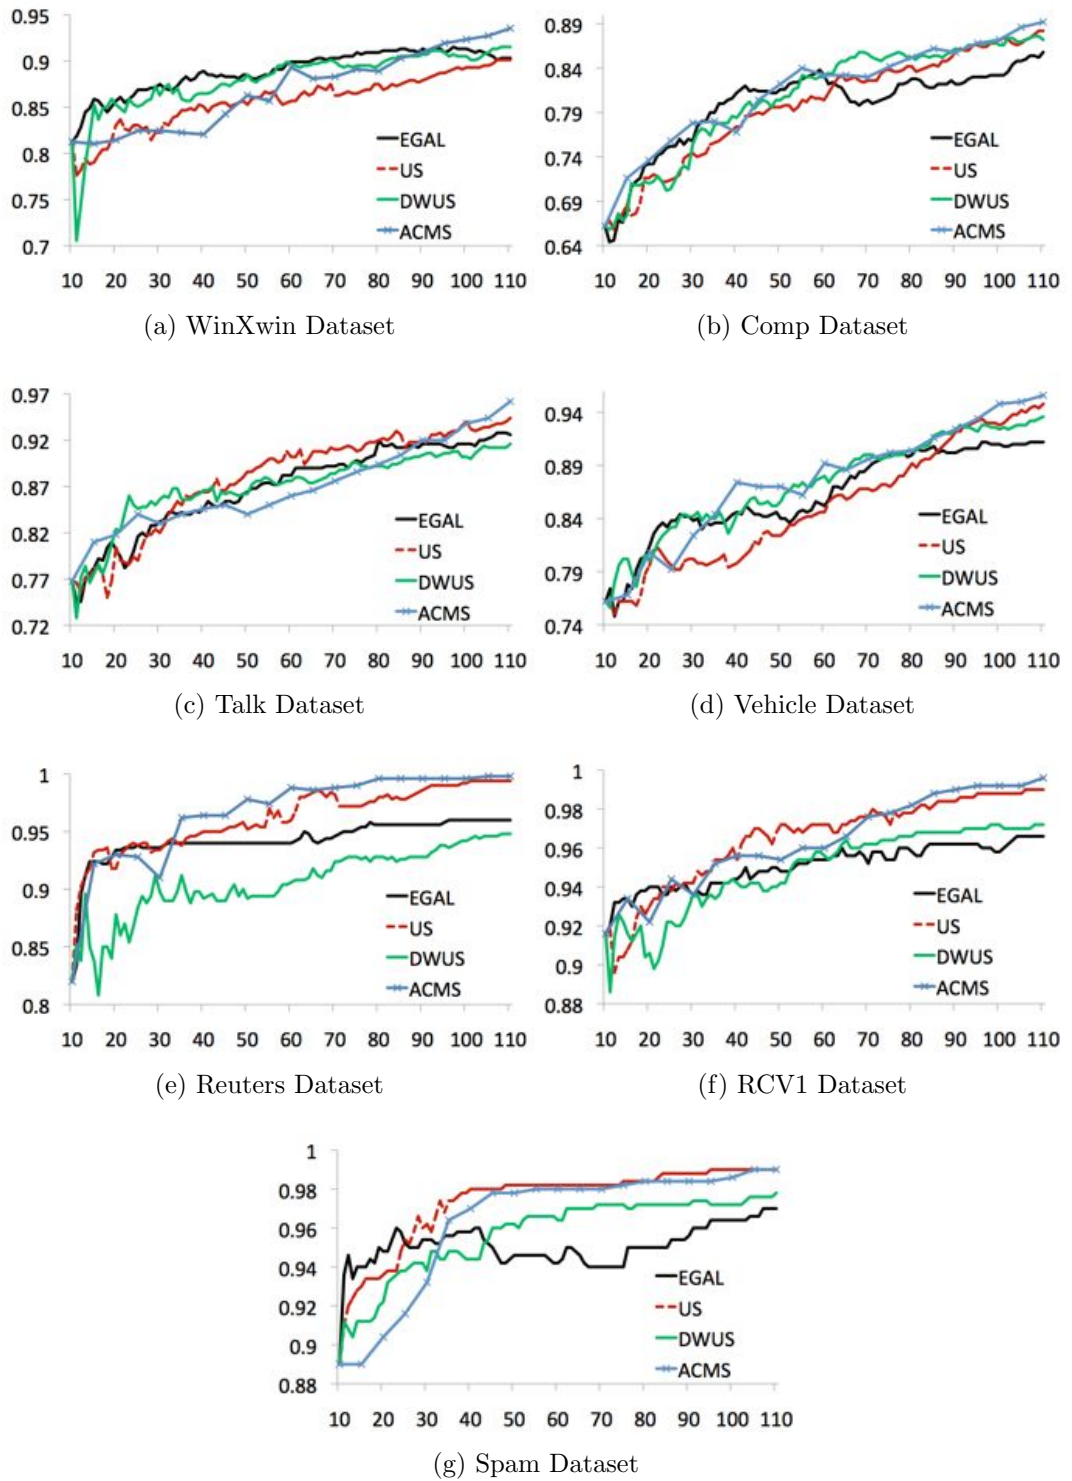 0.95
0.9
0.85
0.8
0.75
0.7
EGAL
US
DWUS
ACMS
10 20 30 40 50 60 70 80 90 100 110
(a) WinXwin Dataset
0.89
0.84
0.79
0.74
0.69
0.64
EGAL
US
DWUS
ACMS
10 20 30 40 50 60 70 80 90 100 110
(b) Comp Dataset
0.97
0.92
0.87
0.82
0.77
0.72
EGAL
US
DWUS
ACMS
10 20 30 40 50 60 70 80 90 100 110
(c) Talk Dataset
0.94
0.89
0.84
0.79
0.74
EGAL
US
DWUS
ACMS
10 20 30 40 50 60 70 80 90 100 110
(d) Vehicle Dataset
1
0.95
0.9
0.85
0.8
EGAL
US
DWUS
ACMS
10 20 30 40 50 60 70 80 90 100 110
(e) Reuters Dataset
1
0.98
0.96
0.94
0.92
0.9
0.88
EGAL
US
DWUS
ACMS
10 20 30 40 50 60 70 80 90 100 110
(f) RCV1 Dataset
1
0.98
0.96
0.94
0.92
0.9
0.88
EGAL
US
DWUS
ACMS
10 20 30 40 50 60 70 80 90 100 110
(g) Spam Dataset